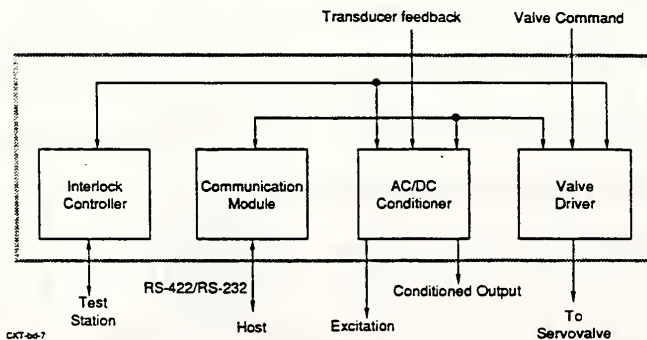 Transducer feedback
Valve Command
Interlock
Controller
Communication
Module
AC/DC
Conditioner
Valve
Driver
RS-422/RS-232
Test
Station
Host
Excitation
Conditioned Output
To
Servovalve
CKT-bd-7